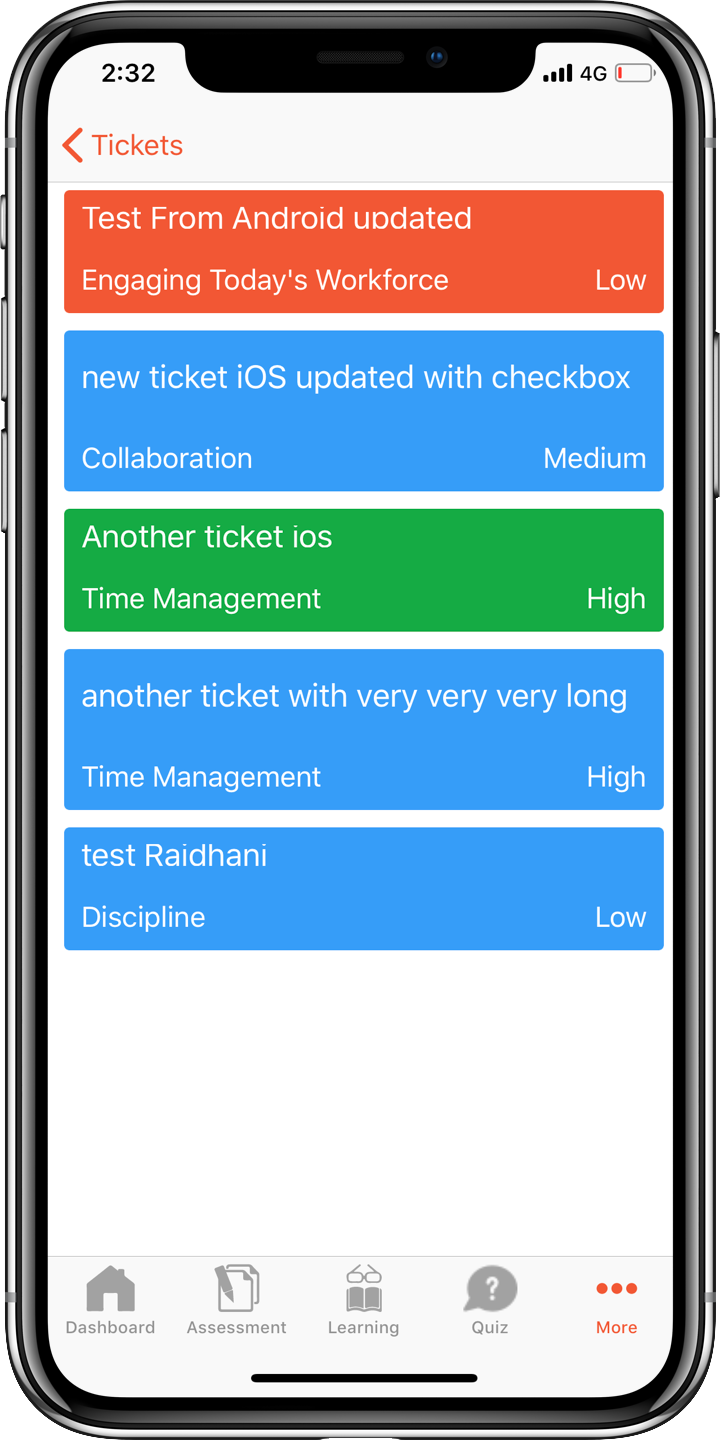 2:32
4G
Tickets
Test From Android updated
Engaging Today's Workforce Low
new ticket iOS updated with checkbox
Collaboration Medium
Another ticket ios
Time Management High
another ticket with very very very long
Time Management High
test Raidhani
Discipline Low
?
Dashboard Assessment Learning Quiz More